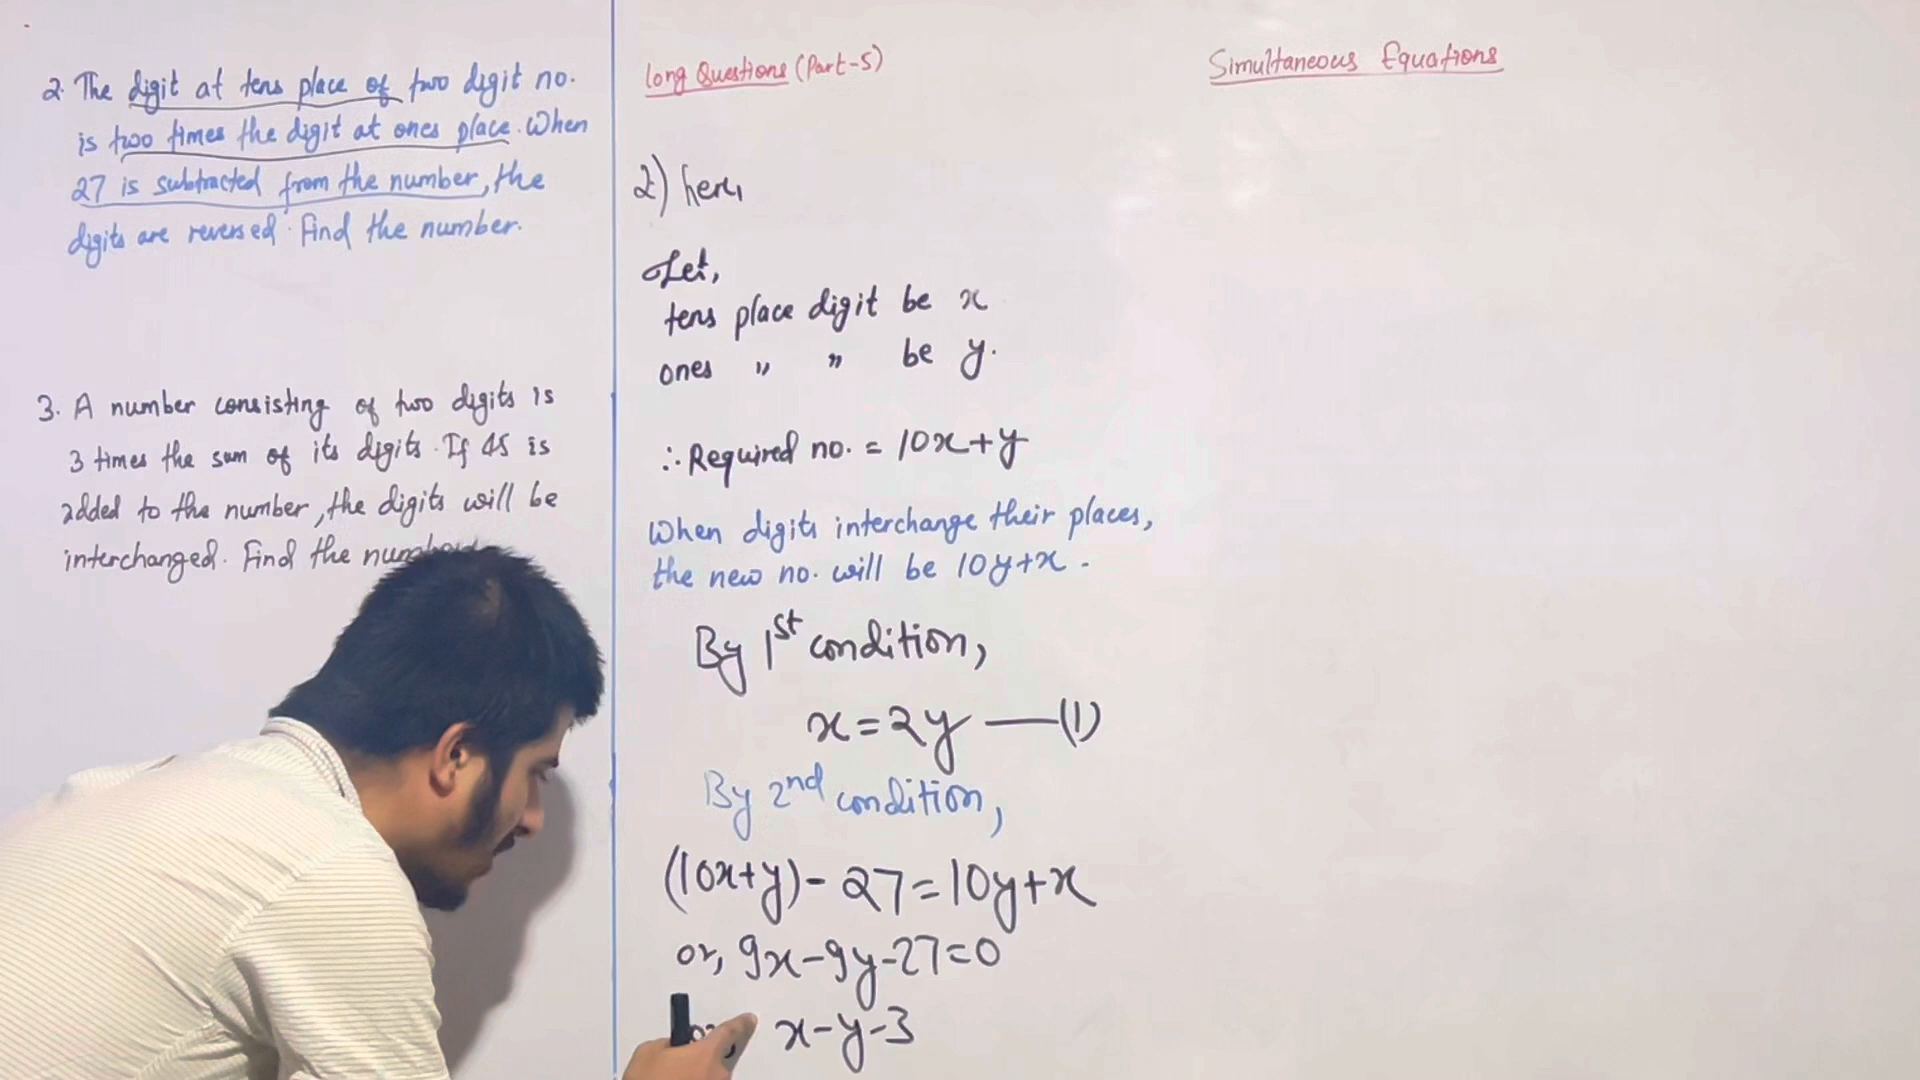 2. The digit at tens place of two digit no.
is two times the digit at ones place. When
27 is subtracted from the number, the
digits are reversed. Find the number.
3. A number consisting of two digits is
3 times the sum of its digits. If 45 is
added to the number, the digits will be
interchanged. Find the
Long Questions (Part-5)
Simultaneous Equations
2) here,
Let,
tens place digit be x
ones " " be y.
∴ Required no. = 10x+y
When digits interchange their places,
the new no. will be 10y+x.
By 1st condition,
x=2y —(1)
By 2nd condition,
(10x+y)-27=10y+x
or, 9x-9y-27=0
x-y-3